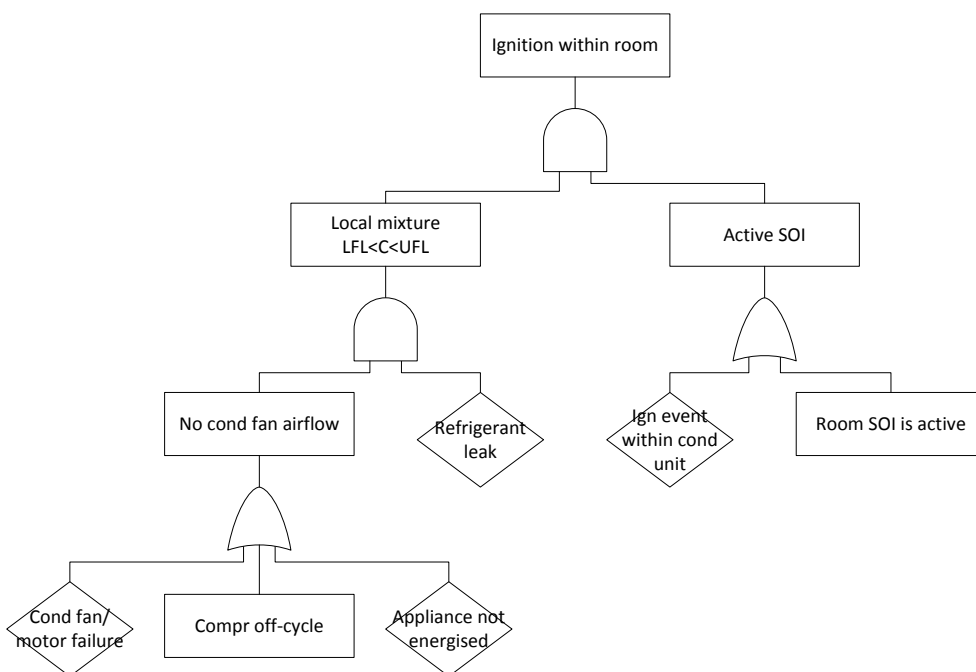 Ignition within room
Local mixture
LFL<C<UFL
Active SOI
No cond fan airflow
Refrigerant
leak
Ign event
within cond
unit
Room SOI is active
Cond fan/
motor failure
Compr off-cycle
Appliance not
energised